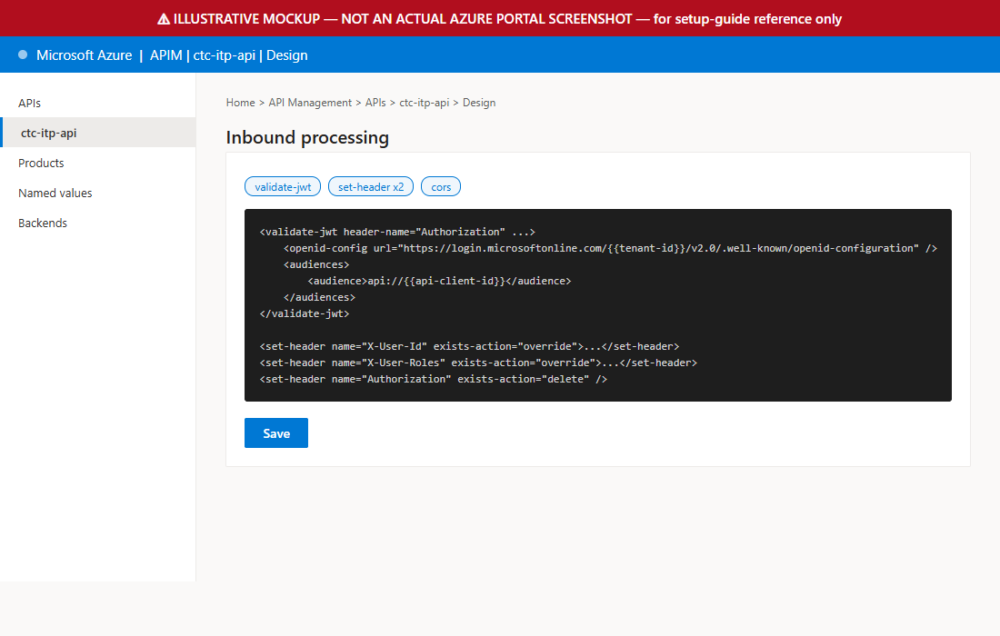 ⚠ ILLUSTRATIVE MOCKUP — NOT AN ACTUAL AZURE PORTAL SCREENSHOT — for setup-guide reference only
Microsoft Azure | APIM | ctc-itp-api | Design
APIs
ctc-itp-api
Products
Named values
Backends
Home > API Management > APIs > ctc-itp-api > Design
Inbound processing
validate-jwt set-header x2 cors
<validate-jwt header-name="Authorization" ...>
    <openid-config url="https://login.microsoftonline.com/{{tenant-id}}/v2.0/.well-known/openid-configuration" />
    <audiences>
        <audience>api://{{api-client-id}}</audience>
    </audiences>
</validate-jwt>
<set-header name="X-User-Id" exists-action="override">...</set-header>
<set-header name="X-User-Roles" exists-action="override">...</set-header>
<set-header name="Authorization" exists-action="delete" />
Save